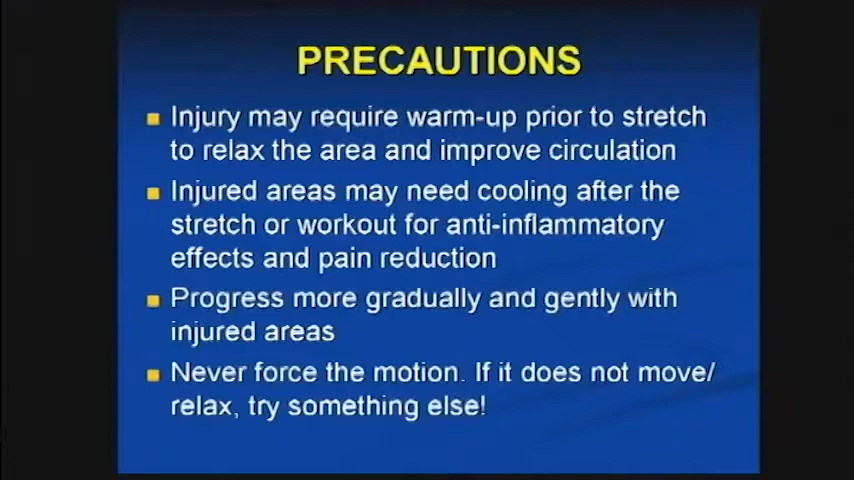 PRECAUTIONS
Injury may require warm-up prior to stretch
to relax the area and improve circulation
Injured areas may need cooling after the
stretch or workout for anti-inflammatory
effects and pain reduction
Progress more gradually and gently with
injured areas
Never force the motion. If it does not move/
relax, try something else!